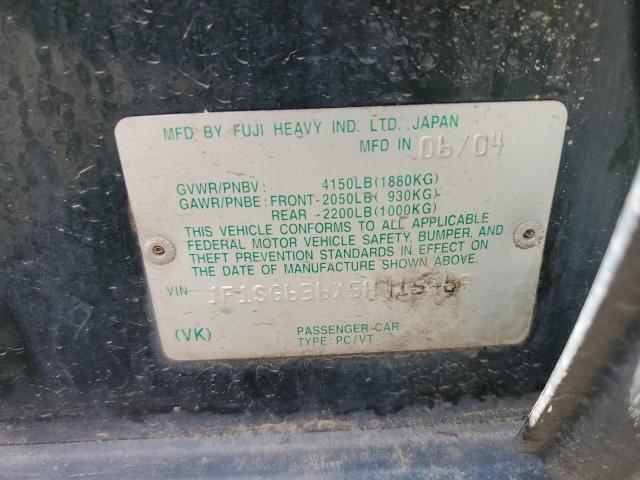 MFD BY FUJI HEAVY IND. LTD. JAPAN
MFD IN 06/04
GVWR/PNBV: 4150LB(1880KG)
GAWR/PNBE: FRONT-2050LB( 930KG)
REAR -2200LB(1000KG)
THIS VEHICLE CONFORMS TO ALL APPLICABLE
FEDERAL MOTOR VEHICLE SAFETY, BUMPER, AND
THEFT PREVENTION STANDARDS IN EFFECT ON
THE DATE OF MANUFACTURE SHOWN ABOVE.
VIN
(VK) PASSENGER CAR
TYPE: PC/VT